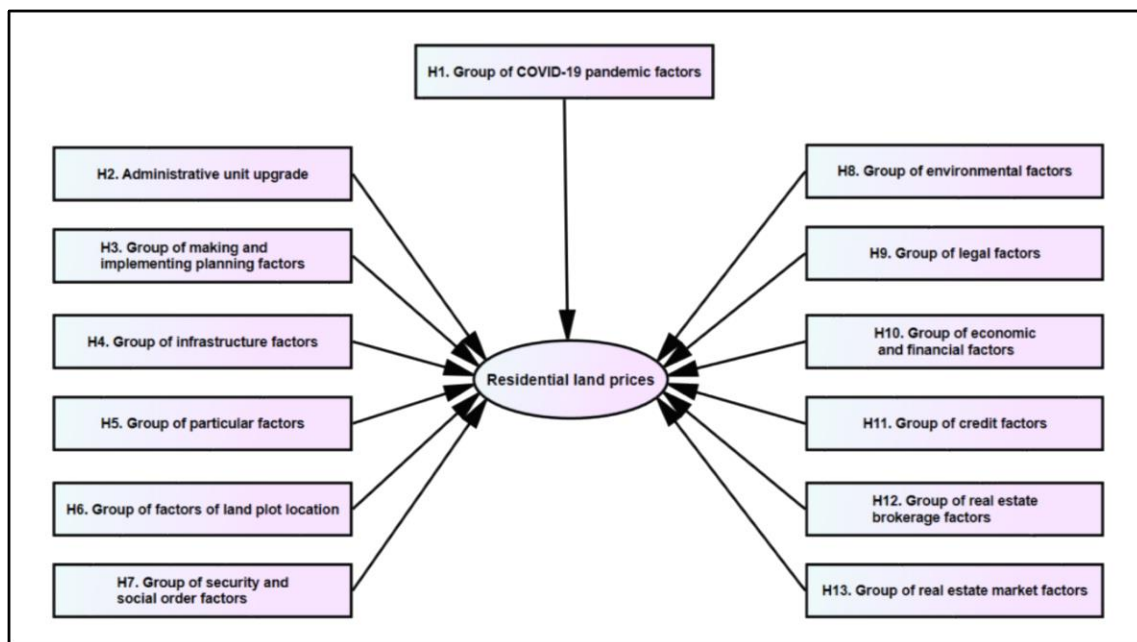 H1. Group of COVID-19 pandemic factors
H2. Administrative unit upgrade
H3. Group of making and
implementing planning factors
H4. Group of infrastructure factors
H5. Group of particular factors
H6. Group of factors of land plot location
H7. Group of security and
social order factors
Residential land prices
H8. Group of environmental factors
H9. Group of legal factors
H10. Group of economic
and financial factors
H11. Group of credit factors
H12. Group of real estate
brokerage factors
H13. Group of real estate market factors